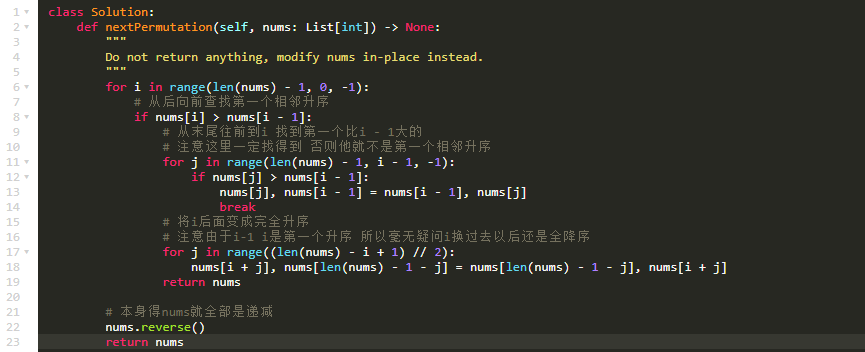 1 class Solution:
2     def nextPermutation(self, nums: List[int]) -> None:
3         """
4         Do not return anything, modify nums in-place instead.
5         """
6         for i in range(len(nums) - 1, 0, -1):
7             # 从后向前查找第一个相邻升序
8             if nums[i] > nums[i - 1]:
9                 # 从末尾往前到i 找到第一个比i - 1大的
10                 # 注意这里一定找得到 否则他就不是第一个相邻升序
11                 for j in range(len(nums) - 1, i - 1, -1):
12                     if nums[j] > nums[i - 1]:
13                         nums[j], nums[i - 1] = nums[i - 1], nums[j]
14                         break
15                 # 将i后面变成完全升序
16                 # 注意由于i-1 i是第一个升序 所以毫无疑问i换过去以后还是全降序
17                 for j in range((len(nums) - i + 1) // 2):
18                     nums[i + j], nums[len(nums) - 1 - j] = nums[len(nums) - 1 - j], nums[i + j]
19                 return nums
20
21         # 本身得nums就全部是递减
22         nums.reverse()
23         return nums